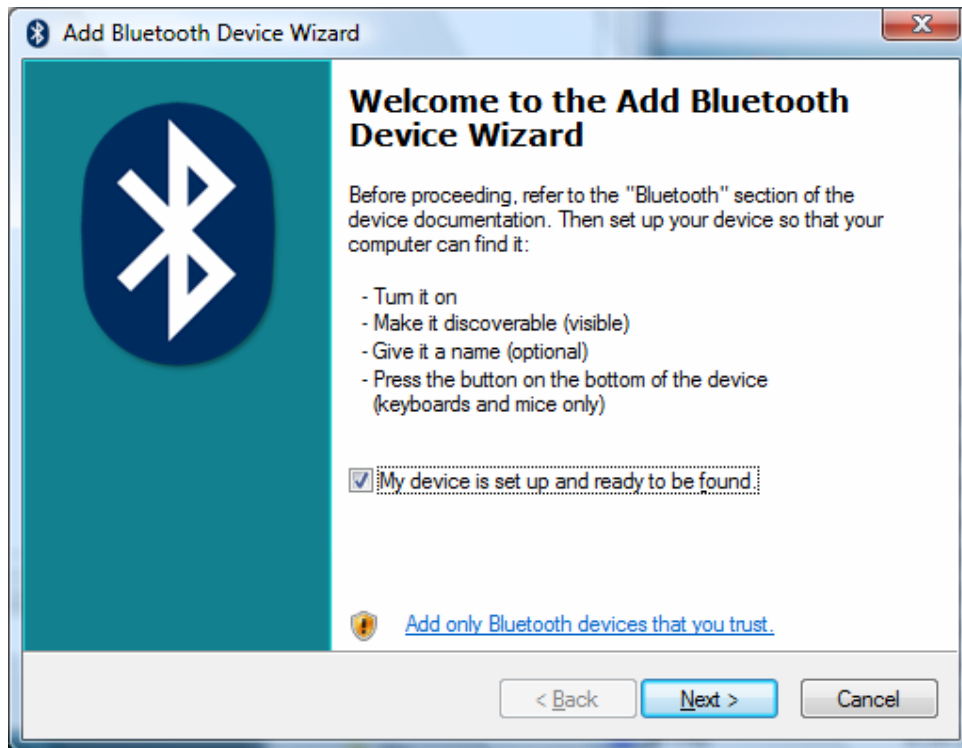 Add Bluetooth Device Wizard
Welcome to the Add Bluetooth
Device Wizard
Before proceeding, refer to the "Bluetooth" section of the
device documentation. Then set up your device so that your
computer can find it:
- Turn it on
- Make it discoverable (visible)
- Give it a name (optional)
- Press the button on the bottom of the device
(keyboards and mice only)
My device is set up and ready to be found.
Add only Bluetooth devices that you trust.
< Back Next > Cancel